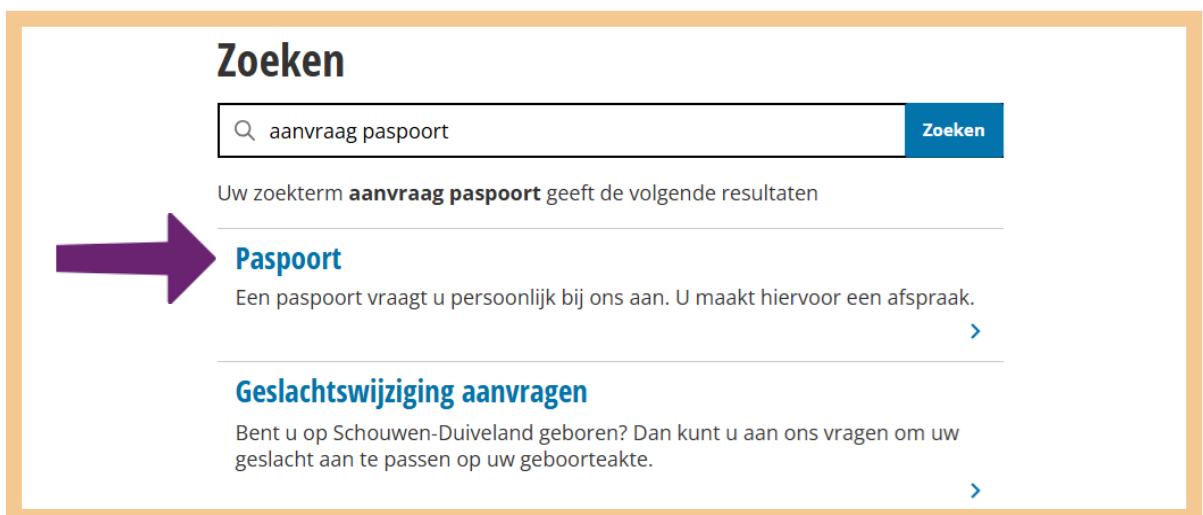 Zoeken
aanvraag paspoort
Zoeken
Uw zoekterm aanvraag paspoort geeft de volgende resultaten
Paspoort
Een paspoort vraagt u persoonlijk bij ons aan. U maakt hiervoor een afspraak.
Geslachtswijziging aanvragen
Bent u op Schouwen-Duiveland geboren? Dan kunt u aan ons vragen om uw
geslacht aan te passen op uw geboorteakte.